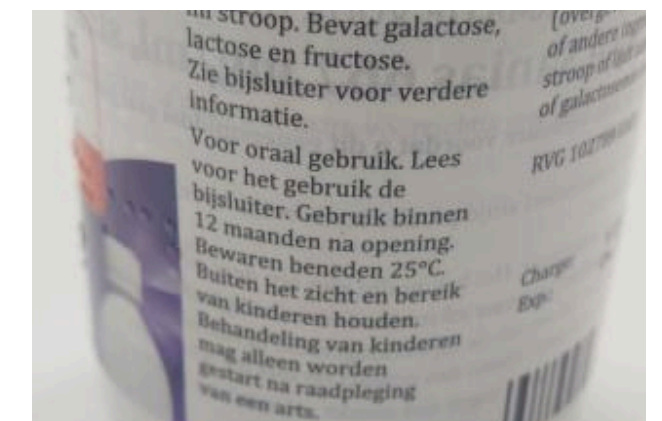 ml stroop. Bevat galactose,
lactose en fructose.
Zie bijsluiter voor verdere
informatie.
Voor oraal gebruik. Lees
voor het gebruik de
bijsluiter. Gebruik binnen
12 maanden na opening.
Bewaren beneden 25°C.
Buiten het zicht en bereik
van kinderen houden.
Behandeling van kinderen
mag alleen worden
gestart na raadpleging
van een arts.
of andere
stroop of
of
RVG
Charge:
Exp: